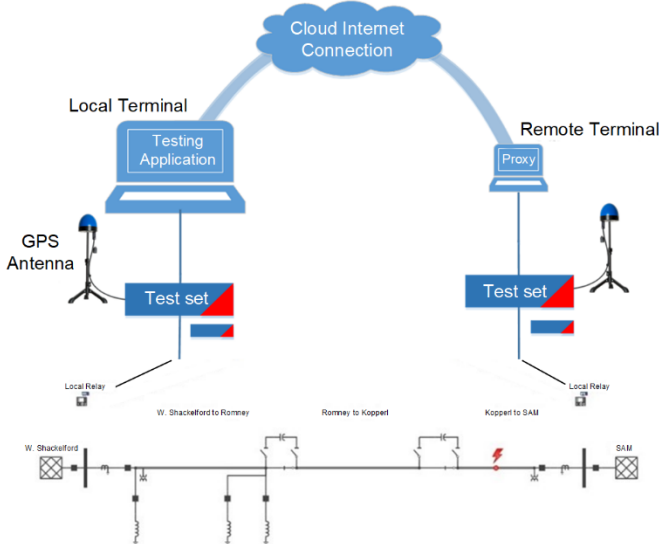 Cloud Internet
Connection
Local Terminal
Testing
Application
Remote Terminal
Proxy
GPS
Antenna
Test set
Test set
Local Relay
Local Relay
W. Shackelford to Romney
Romney to Kopperl
Kopperl to SAM
W. Shackelford
SAM